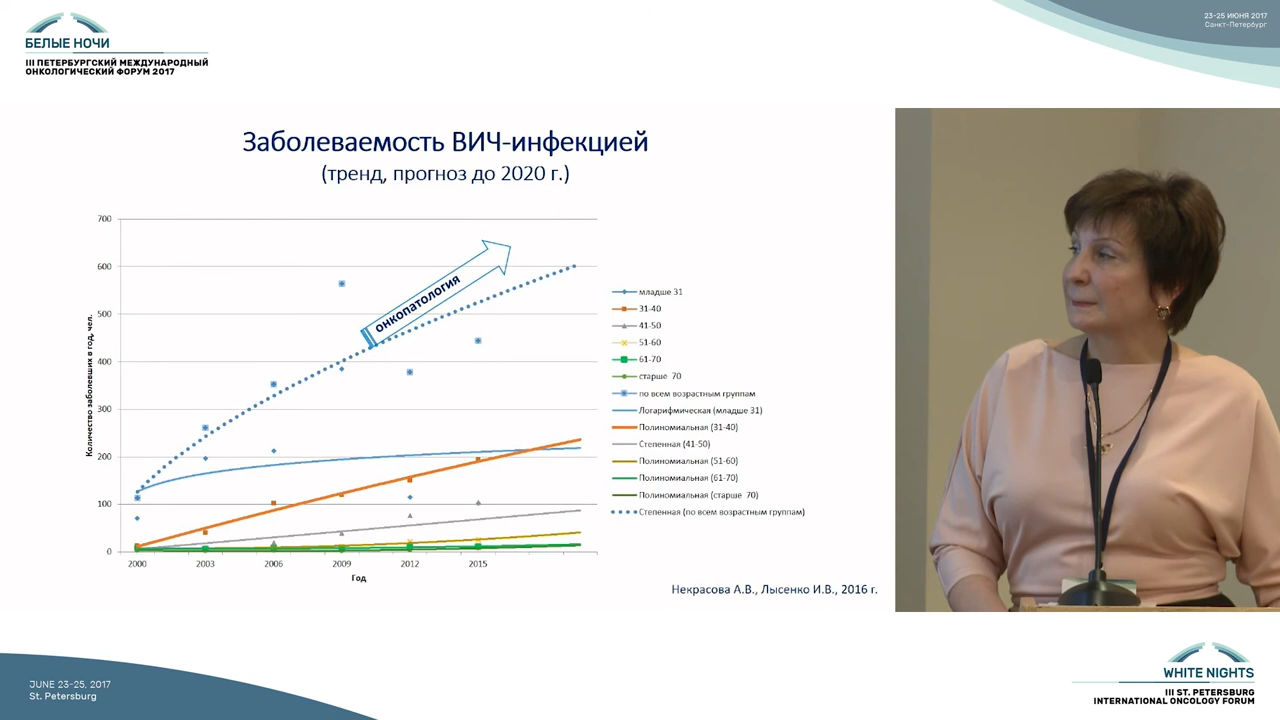 БЕЛЫЕ НОЧИ
III ПЕТЕРБУРГСКИЙ МЕЖДУНАРОДНЫЙ
ОНКОЛОГИЧЕСКИЙ ФОРУМ 2017
23-25 ИЮНЯ 2017
Санкт-Петербург
Заболеваемость ВИЧ-инфекцией
(тренд, прогноз до 2020 г.)
Количество заболевших в год, чел.
700
600
500
400
300
200
100
0
онкопатология
2000 2003 2006 2009 2012 2015
Год
младше 31
31-40
41-50
51-60
61-70
старше 70
по всем возрастным группам
Логарифмическая (младше 31)
Полиномиальная (31-40)
Степенная (41-50)
Полиномиальная (51-60)
Полиномиальная (61-70)
Полиномиальная (старше 70)
Степенная (по всем возрастным группам)
Некрасова А.В., Лысенко И.В., 2016 г.
JUNE 23-25, 2017
St. Petersburg
WHITE NIGHTS
III ST. PETERSBURG
INTERNATIONAL ONCOLOGY FORUM